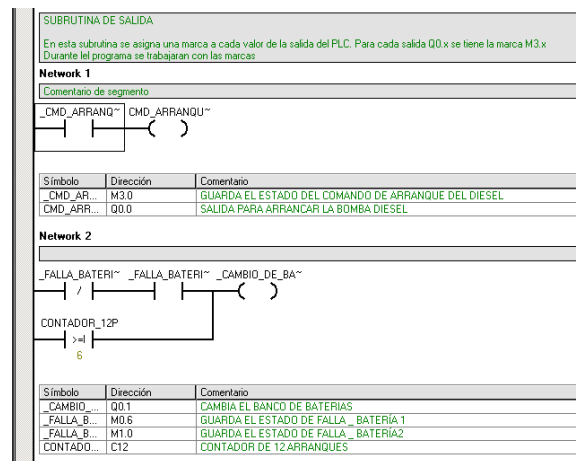 SUBRUTINA DE SALIDA
En esta subrutina se asigna una marca a cada valor de la salida del PLC. Para cada salida Q0.x se tiene la marca M3.x
Durante lel programa se trabajaran con las marcas
Network 1
Comentario de segmento
_CMD_ARRANQ~ CMD_ARRANQU~
Símbolo Dirección Comentario
_CMD_AR... M3.0 GUARDA EL ESTADO DEL COMANDO DE ARRANQUE DEL DIESEL
CMD_ARR... Q0.0 SALIDA PARA ARRANCAR LA BOMBA DIESEL
Network 2
_FALLA_BATERI~ _FALLA_BATERI~ _CAMBIO_DE_BA~
/
CONTADOR_12P
>=I
6
Símbolo Dirección Comentario
_CAMBIO_... Q0.1 CAMBIA EL BANCO DE BATERIAS
_FALLA_B... M0.6 GUARDA EL ESTADO DE FALLA _ BATERÍA 1
_FALLA_B... M1.0 GUARDA EL ESTADO DE FALLA _ BATERÍA2
CONTADO... C12 CONTADOR DE 12 ARRANQUES